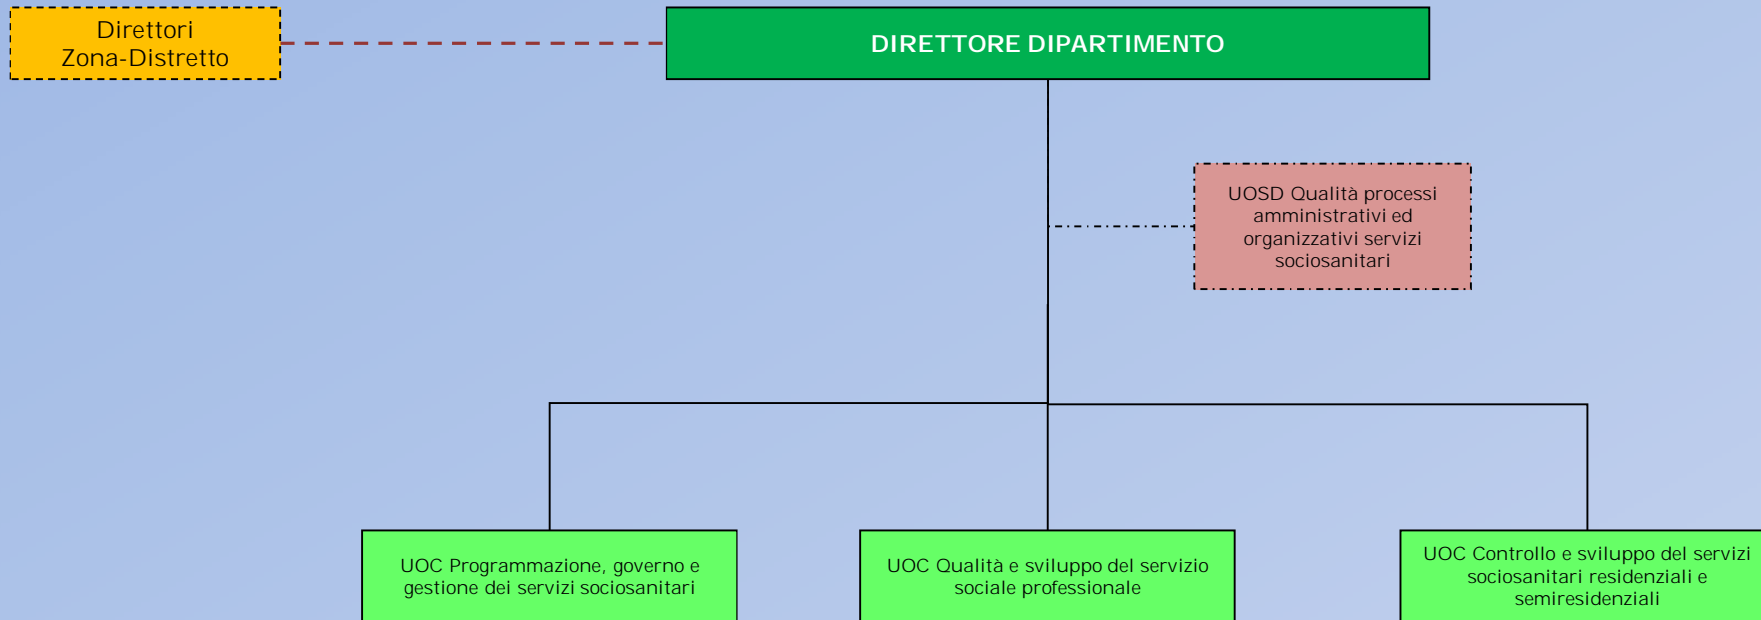 Direttori
Zona-Distretto
DIRETTORE DIPARTIMENTO
UOSD Qualità processi
amministrativi ed
organizzativi servizi
sociosanitari
UOC Programmazione, governo e
gestione dei servizi sociosanitari
UOC Qualità e sviluppo del servizio
sociale professionale
UOC Controllo e sviluppo del servizi
sociosanitari residenziali e
semiresidenziali